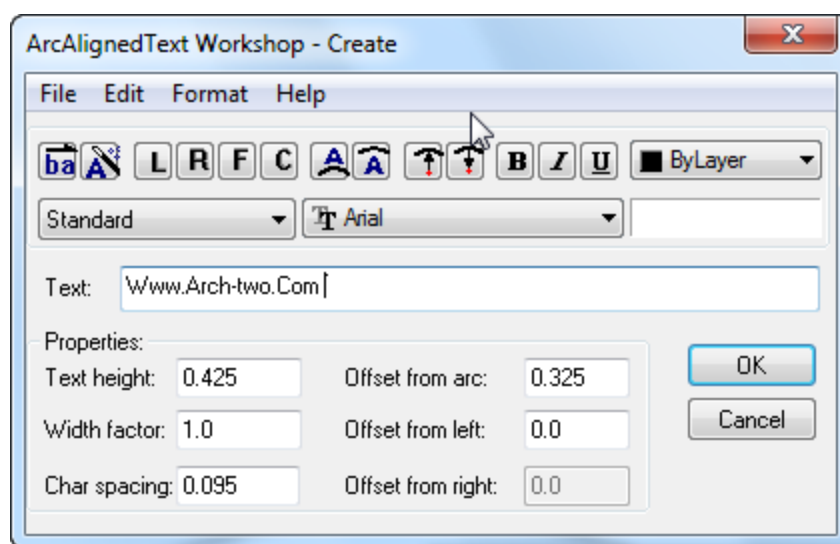 ArcAlignedText Workshop - Create
File Edit Format Help
ba A L R F C A A B I U ByLayer
Standard Arial
Text: Www.Arch-two.Com
Properties:
Text height: 0.425 Offset from arc: 0.325 OK
Width factor: 1.0 Offset from left: 0.0 Cancel
Char spacing: 0.095 Offset from right: 0.0